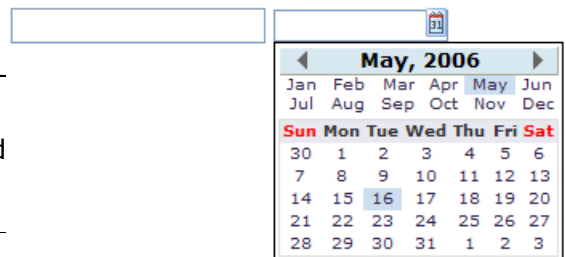 31
May, 2006
Jan Feb Mar Apr May Jun
Jul Aug Sep Oct Nov Dec
Sun Mon Tue Wed Thu Fri Sat
30 1 2 3 4 5 6
7 8 9 10 11 12 13
d
14 15 16 17 18 19 20
21 22 23 24 25 26 27
28 29 30 31 1 2 3